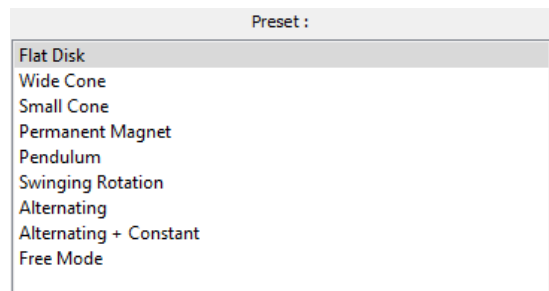 Preset :
Flat Disk
Wide Cone
Small Cone
Permanent Magnet
Pendulum
Swinging Rotation
Alternating
Alternating + Constant
Free Mode